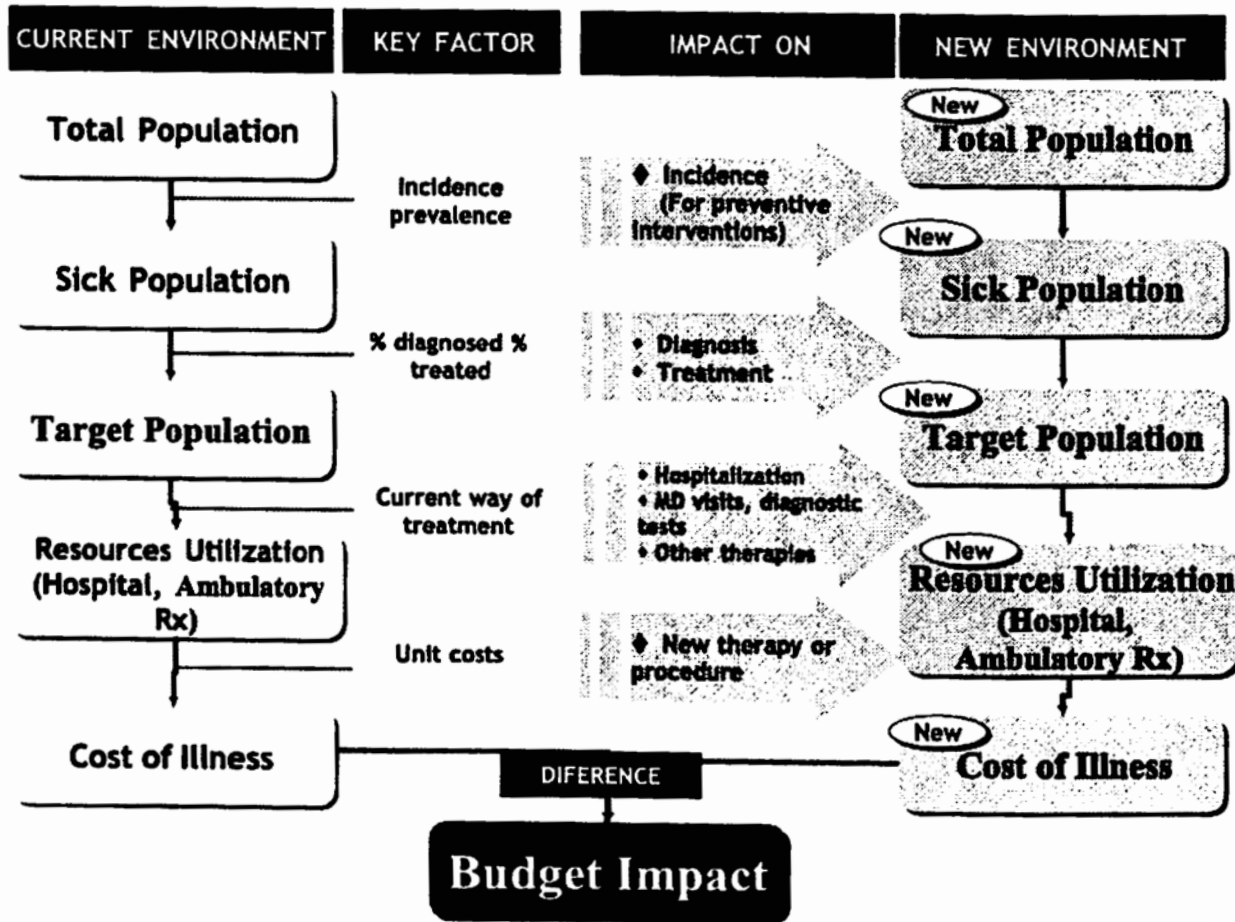 CURRENT ENVIRONMENT
KEY FACTOR
IMPACT ON
NEW ENVIRONMENT
Total Population
Incidence
prevalence
Sick Population
% diagnosed %
treated
Target Population
Current way of
treatment
Resources Utilization
(Hospital, Ambulatory
Rx)
Unit costs
Cost of Illness
♦ Incidence
(For preventive
interventions)
• Diagnosis
• Treatment
• Hospitalization
• MD visits, diagnostic
tests
• Other therapies
♦ New therapy or
procedure
New
Total Population
New
Sick Population
New
Target Population
New
Resources Utilization
(Hospital,
Ambulatory Rx)
New
Cost of Illness
DIFERENCE
Budget Impact